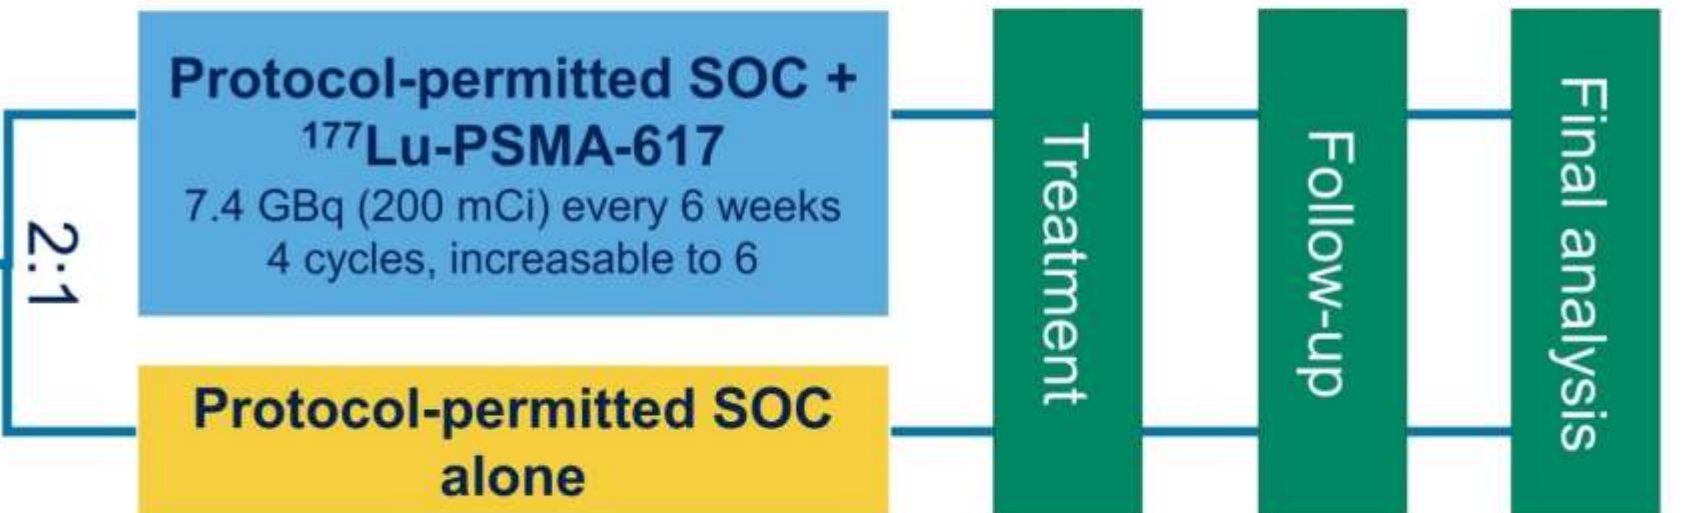 2:1
Protocol-permitted SOC +
¹⁷⁷Lu-PSMA-617
7.4 GBq (200 mCi) every 6 weeks
4 cycles, increasable to 6
Protocol-permitted SOC
alone
Treatment
Follow-up
Final analysis